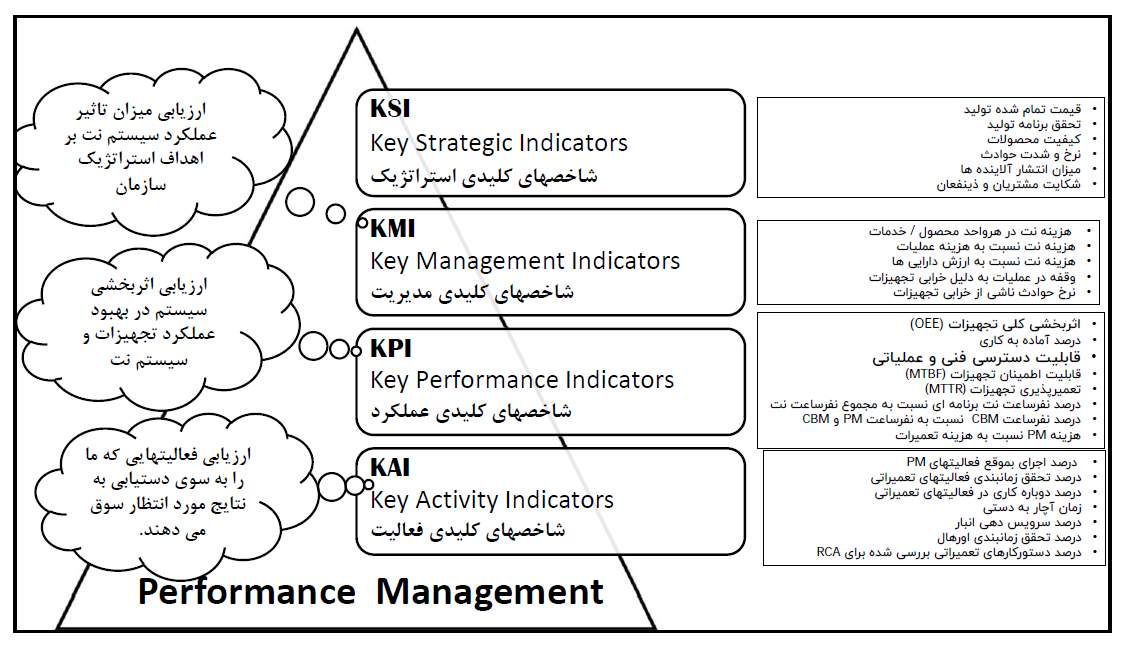 ارزیابی میزان تاثیر
عملکرد سیستم نت بر
اهداف استراتژیک
سازمان
KSI
Key Strategic Indicators
شاخصهای کلیدی استراتژیک
• قیمت تمام شده تولید
• تحقق برنامه تولید
• کیفیت محصولات
• نرخ و شدت حوادث
• میزان انتشار آلاینده ها
• شکایت مشتریان و ذینفعان
KMI
Key Management Indicators
شاخصهای کلیدی مدیریت
• هزینه نت در هرواحد محصول / خدمات
• هزینه نت نسبت به هزینه عملیات
• هزینه نت نسبت به ارزش دارایی ها
• وقفه در عملیات به دلیل خرابی تجهیزات
• نرخ حوادث ناشی از خرابی تجهیزات
ارزیابی اثربخشی
سیستم در بهبود
عملکرد تجهیزات و
سیستم نت
KPI
Key Performance Indicators
شاخصهای کلیدی عملکرد
• اثربخشی کلی تجهیزات (OEE)
• درصد آماده به کاری
• قابلیت دسترسی فنی و عملیاتی
• قابلیت اطمینان تجهیزات (MTBF)
• تعمیرپذیری تجهیزات (MTTR)
• درصد نفرساعت نت برنامه ای نسبت به مجموع نفرساعت نت
• درصد نفرساعت CBM نسبت به نفرساعت PM و CBM
• هزینه PM نسبت به هزینه تعمیرات
ارزیابی فعالیتهایی که ما
را به سوی دستیابی به
نتایج مورد انتظار سوق
می دهند.
KAI
Key Activity Indicators
شاخصهای کلیدی فعالیت
• درصد اجرای بموقع فعالیتهای PM
• درصد تحقق زمانبندی فعالیتهای تعمیراتی
• درصد دوباره کاری در فعالیتهای تعمیراتی
• زمان آچار به دستی
• درصد سرویس دهی انبار
• درصد تحقق زمانبندی اورهال
• درصد دستورکارهای تعمیراتی بررسی شده برای RCA
Performance Management